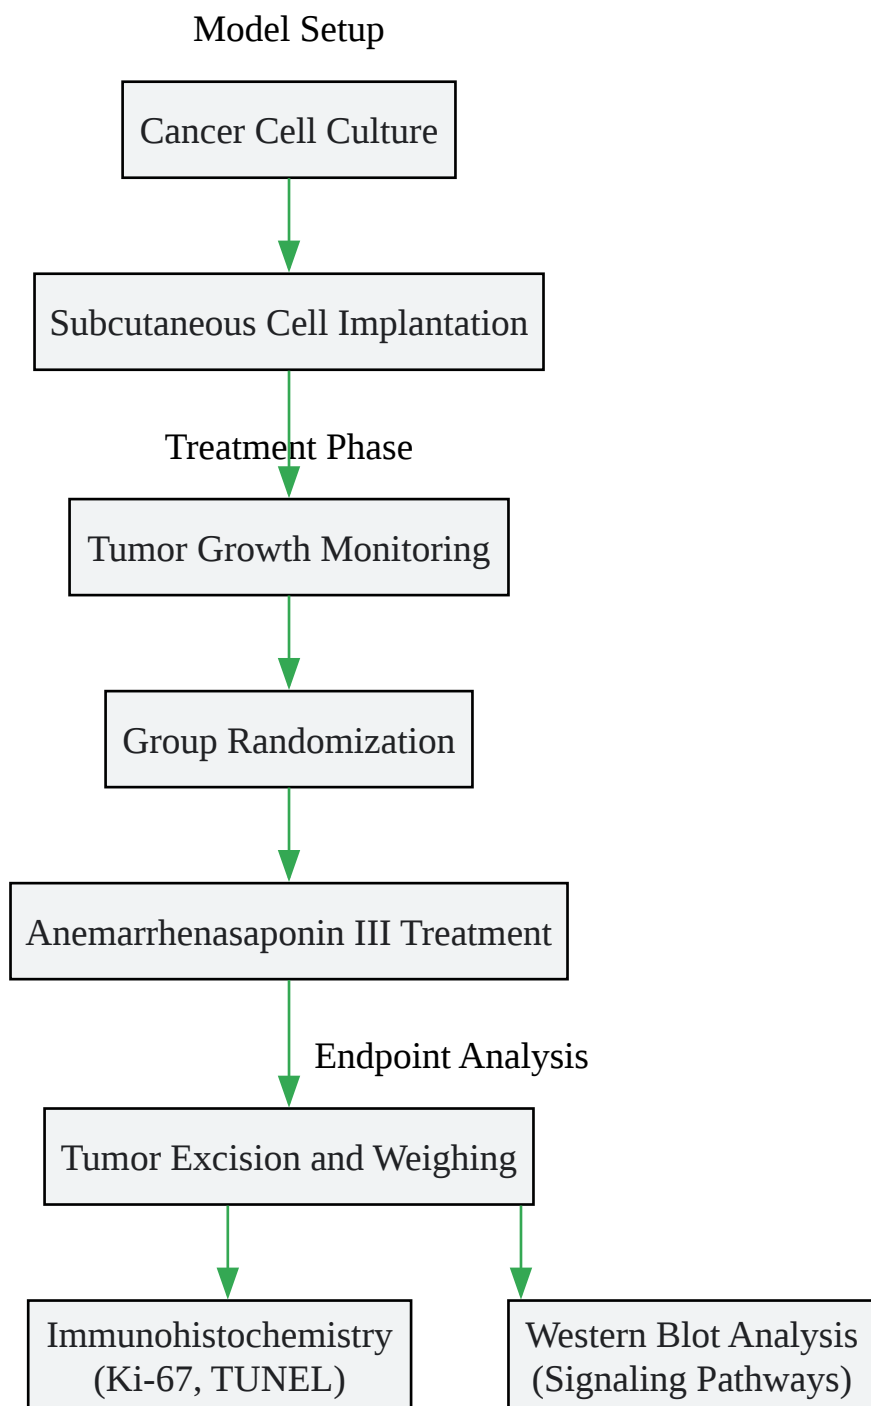 Model Setup
Cancer Cell Culture
Subcutaneous Cell Implantation
Treatment Phase
Tumor Growth Monitoring
Group Randomization
Anemarrhenasaponin III Treatment
Endpoint Analysis
Tumor Excision and Weighing
Immunohistochemistry
(Ki-67, TUNEL)
Western Blot Analysis
(Signaling Pathways)